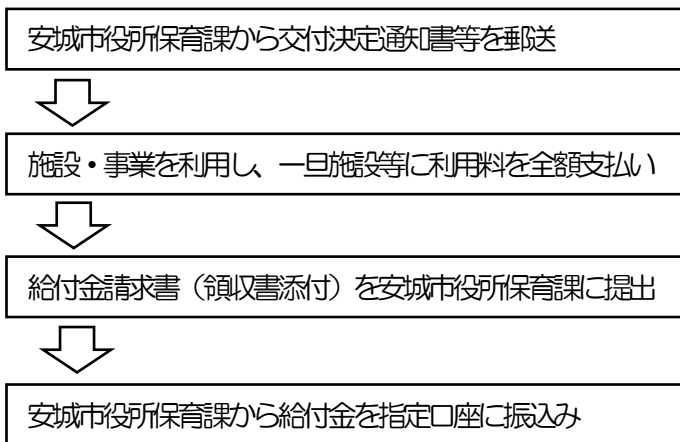 安城市役所保育課から交付決定通知書等を郵送
施設・事業を利用し、一旦施設等に利用料を全額支払い
給付金請求書（領収書添付）を安城市役所保育課に提出
安城市役所保育課から給付金を指定口座に振込み